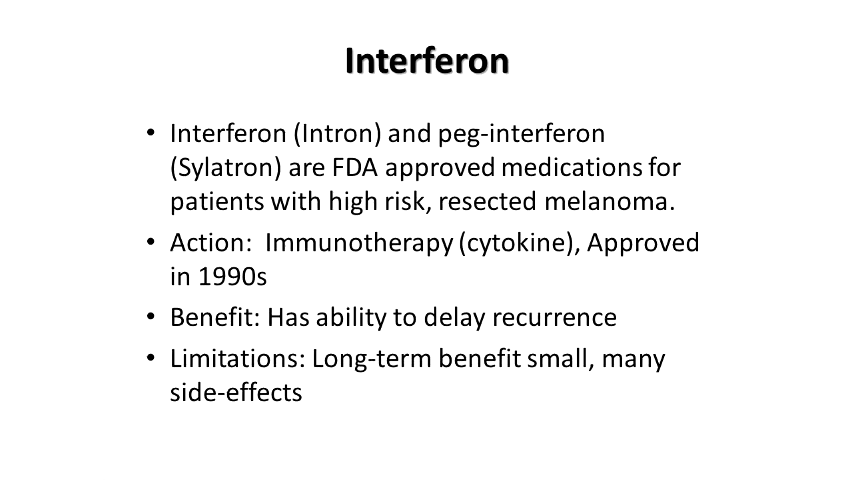 Interferon
• Interferon (Intron) and peg-interferon
(Sylatron) are FDA approved medications for
patients with high risk, resected melanoma.
• Action:  Immunotherapy (cytokine), Approved
in 1990s
• Benefit: Has ability to delay recurrence
• Limitations: Long-term benefit small, many
side-effects